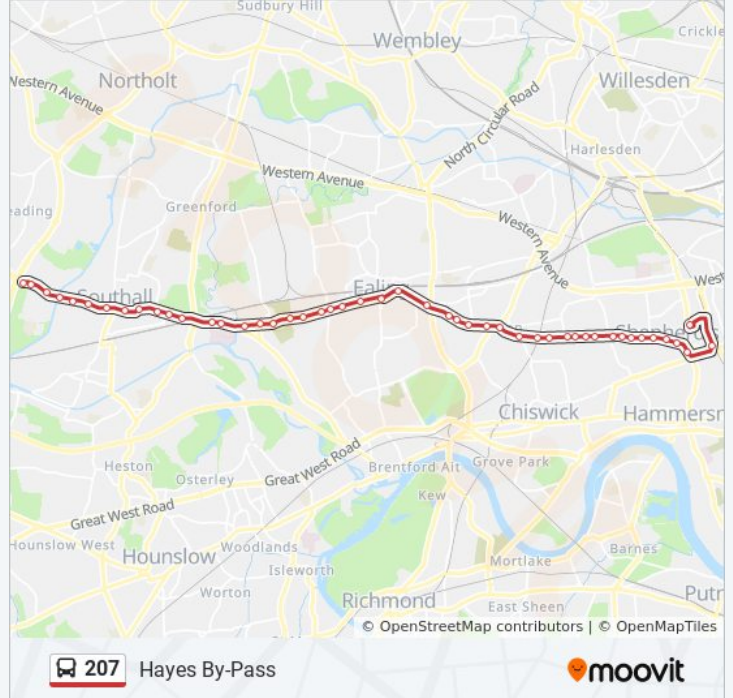 Sudbury Hill
Wembley
Crickle
Northolt
Willesden
Western Avenue
North Circular Road
Harlesden
Western Avenue
eading
Greenford
Western Avenue
West
Southall
Ealin
Shepherd's
Chiswick
Hammersm
Great West Road
Heston
Brentford Ait
Grove Park
Osterley
Kew
Great West Road
Hounslow West
Hounslow
Woodlands
Barnes
Isleworth
Mortlake
Worton
Richmond
East Sheen
Putn
© OpenStreetMap contributors | © OpenMapTiles
207 Hayes By-Pass
moovit